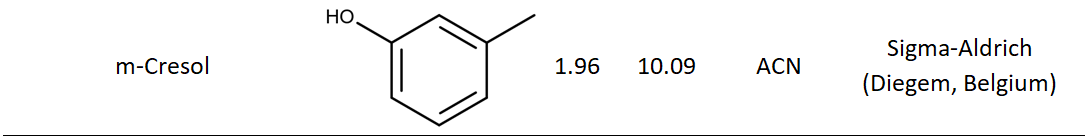 HO
m-Cresol
1.96
10.09
ACN
Sigma-Aldrich
(Diegem, Belgium)